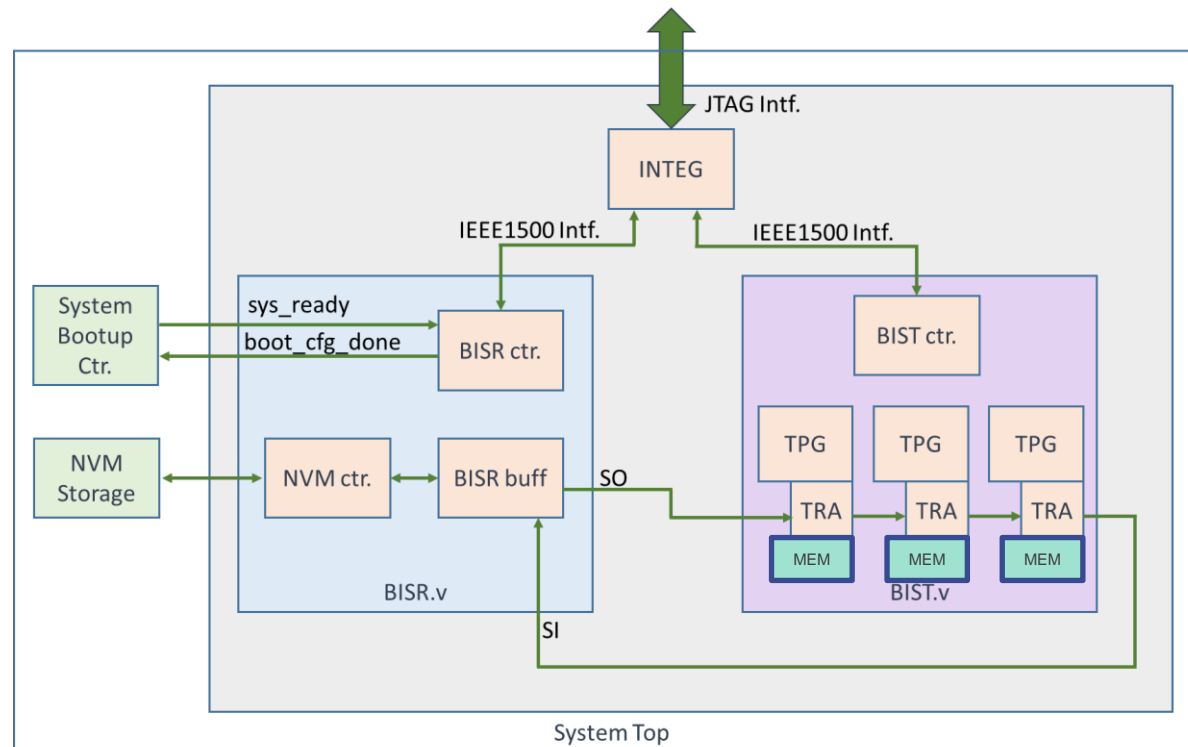 JTAG Intf.
INTEG
IEEE1500 Intf.
IEEE1500 Intf.
System
Bootup
Ctr.
sys_ready
boot_cfg_done
BISR ctr.
BIST ctr.
NVM
Storage
NVM ctr.
BISR buff
SO
TPG
TPG
TPG
TRA
TRA
TRA
MEM
MEM
MEM
BISR.v
BIST.v
SI
System Top